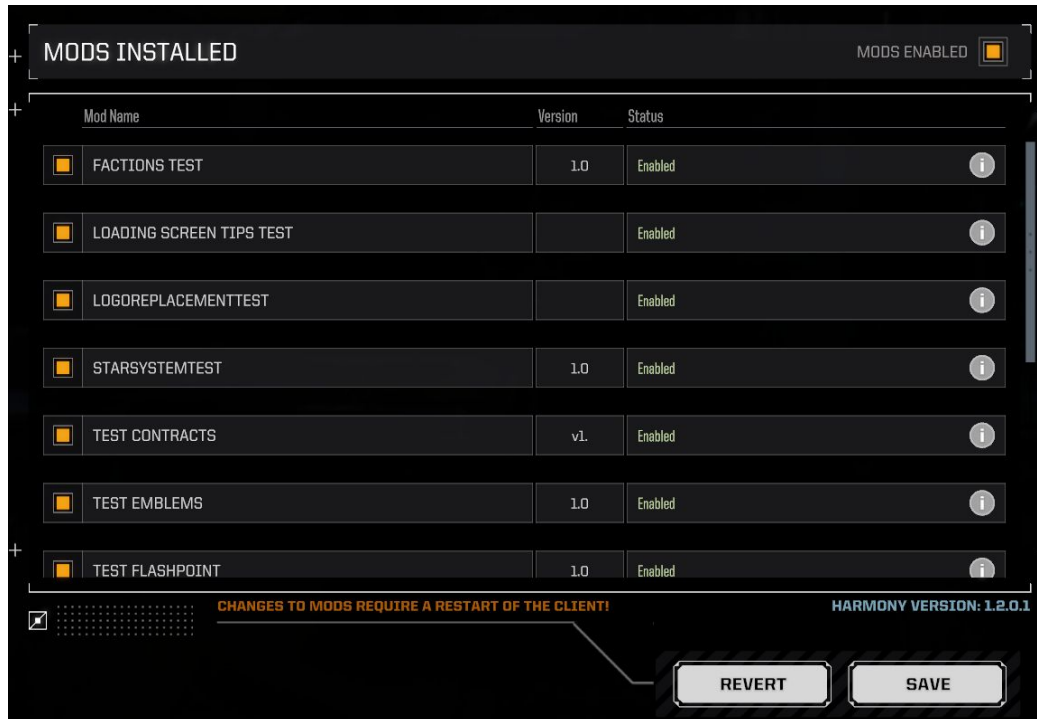 MODS INSTALLED
MODS ENABLED
Mod Name Version Status
FACTIONS TEST 1.0 Enabled i
LOADING SCREEN TIPS TEST Enabled i
LOGOREPLACEMENTTEST Enabled i
STARSYSTEMTEST 1.0 Enabled i
TEST CONTRACTS v1. Enabled i
TEST EMBLEMS 1.0 Enabled i
TEST FLASHPOINT 1.0 Enabled i
CHANGES TO MODS REQUIRE A RESTART OF THE CLIENT! HARMONY VERSION: 1.2.0.1
REVERT SAVE